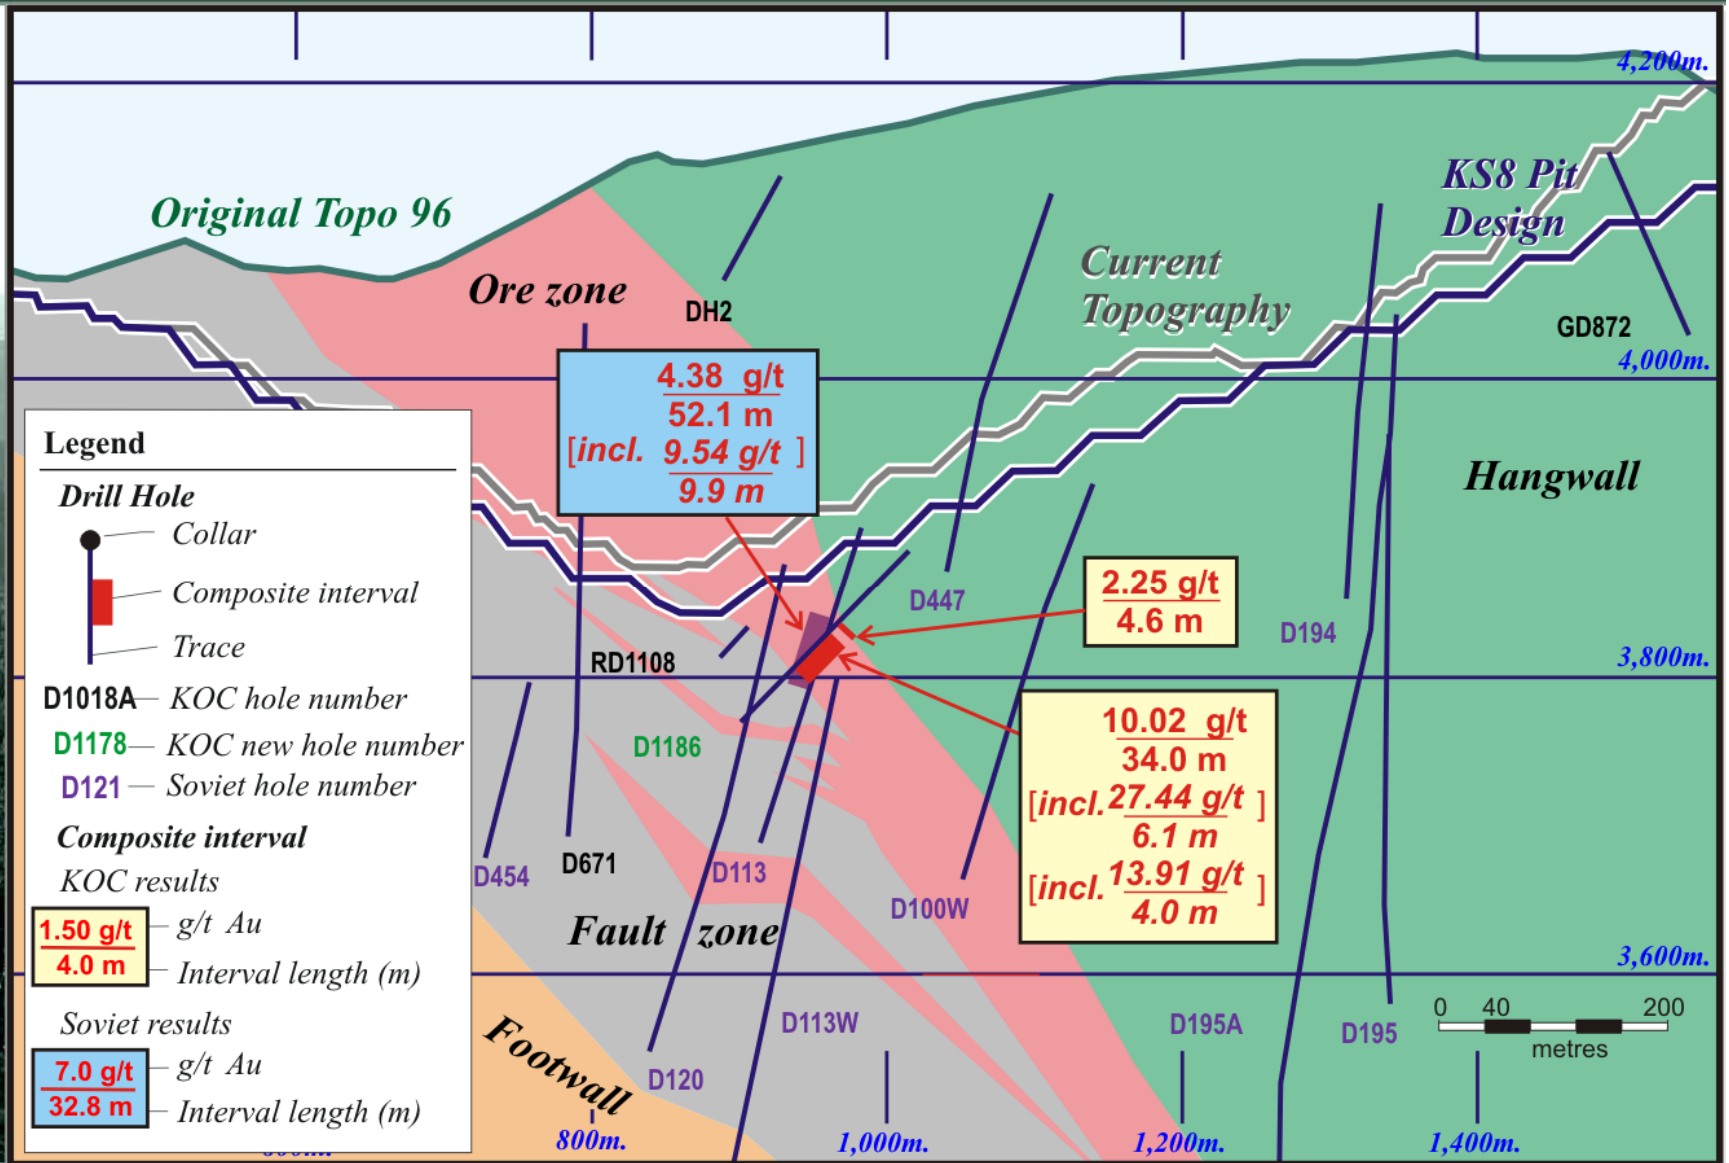 4,200m.
KS8 Pit
Design
Original Topo 96
Current
Topography
Ore zone
DH2
GD872
4,000m.
4.38 g/t
52.1 m
[incl. 9.54 g/t ]
9.9 m
Hangwall
Legend
Drill Hole
Collar
Composite interval
Trace
D1018A KOC hole number
D1178 KOC new hole number
D121 Soviet hole number
Composite interval
KOC results
1.50 g/t
4.0 m
g/t Au
Interval length (m)
Soviet results
7.0 g/t
32.8 m
g/t Au
Interval length (m)
D447
2.25 g/t
4.6 m
D194
RD1108
3,800m.
D1186
10.02 g/t
34.0 m
[incl. 27.44 g/t ]
6.1 m
[incl. 13.91 g/t ]
4.0 m
D454
D671
D113
D100W
Fault zone
3,600m.
Footwall
D113W
D195A
D195
0 40 200
metres
D120
800m.
1,000m.
1,200m.
1,400m.